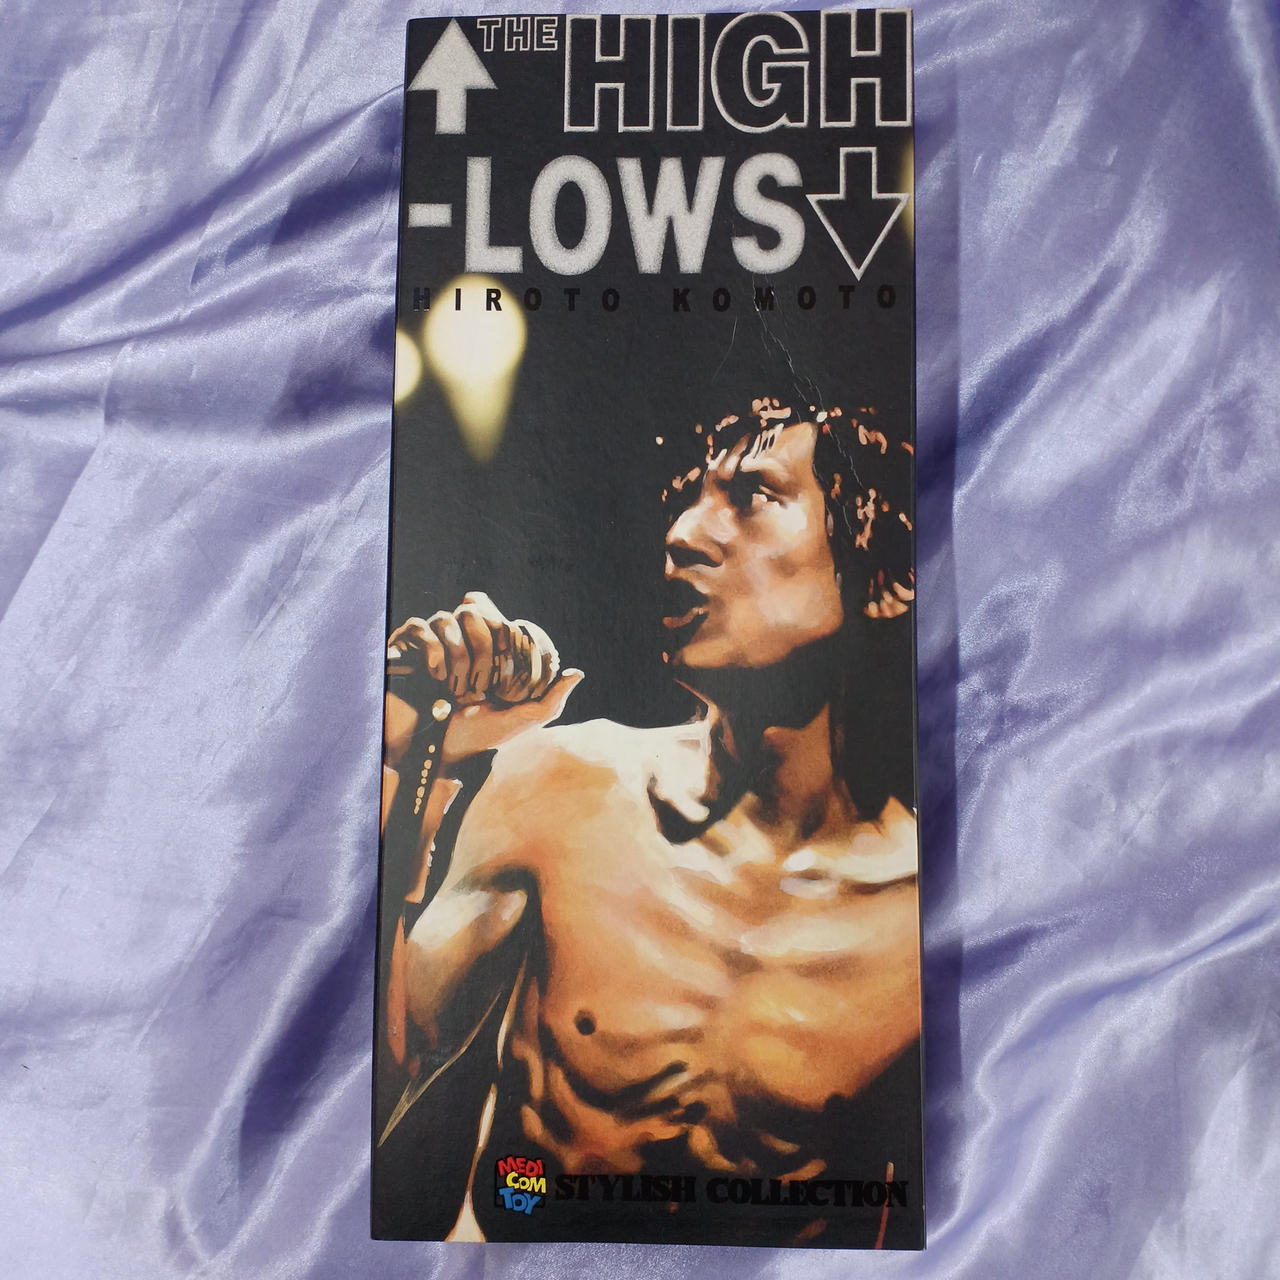 ↑THE HIGH
-LOWS↓
HIROTO KOMOTO
MEDI
COM
TOY
STYLISH COLLECTION